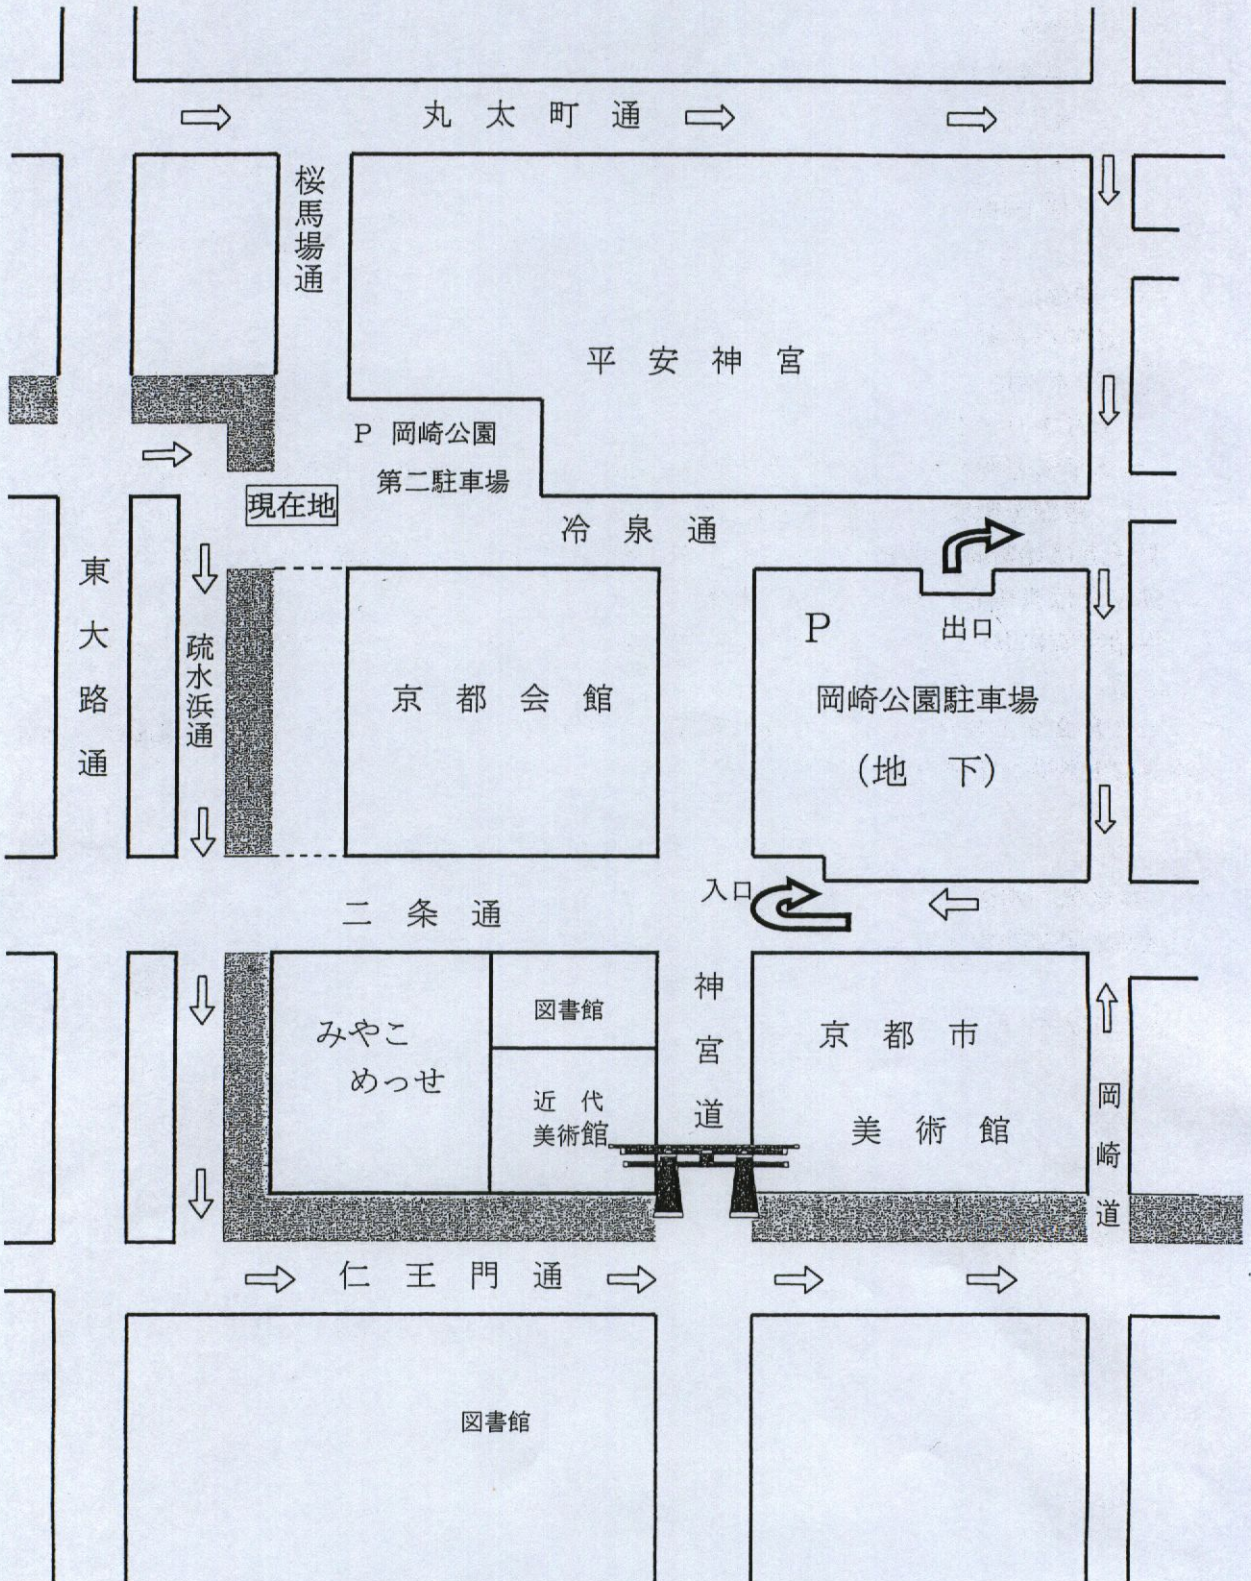 丸太町通
桜馬場通
平安神宮
P 岡崎公園
第二駐車場
現在地
冷泉通
東大路通
疏水浜通
京都会館
P
出口
岡崎公園駐車場
(地下)
入口
二条通
神宮道
みやこ
めっせ
図書館
近代
美術館
京都市
美術館
岡崎道
仁王門通
図書館